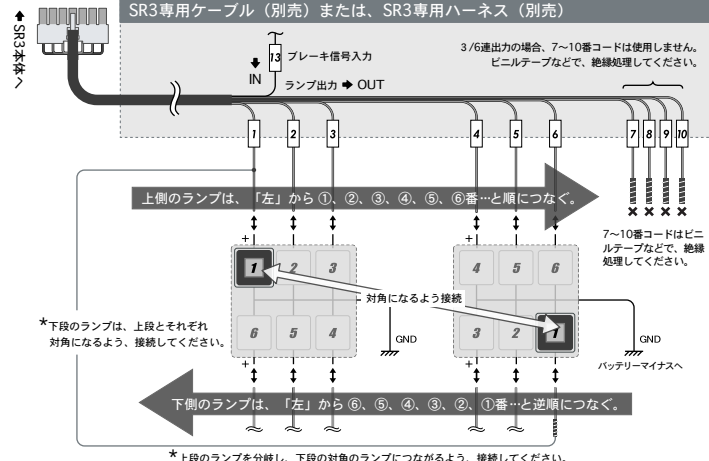 SR3専用ケーブル（別売）または、SR3専用ハーネス（別売）
↑SR3本体へ
13 ブレーキ信号入力
IN
ランプ出力 ➡ OUT
3/6連出力の場合、7〜10番コードは使用しません。
ビニルテープなどで、絶縁処理してください。
1 2 3 4 5 6 7 8 9 10
上側のランプは、「左」から ①、②、③、④、⑤、⑥番…と順につなぐ。
7〜10番コードはビニ
ルテープなどで、絶縁
処理してください。
+ +
1 2 3 4 5 6
対角になるよう接続
6 5 4 3 2 1
*下段のランプは、上段とそれぞれ
対角になるよう、接続してください。
GND GND
バッテリーマイナスへ
+ +
下側のランプは、「左」から ⑥、⑤、④、③、②、①番…と逆順につなぐ。
*上段のランプを分岐し、下段の対角のランプにつながるよう、接続してください。